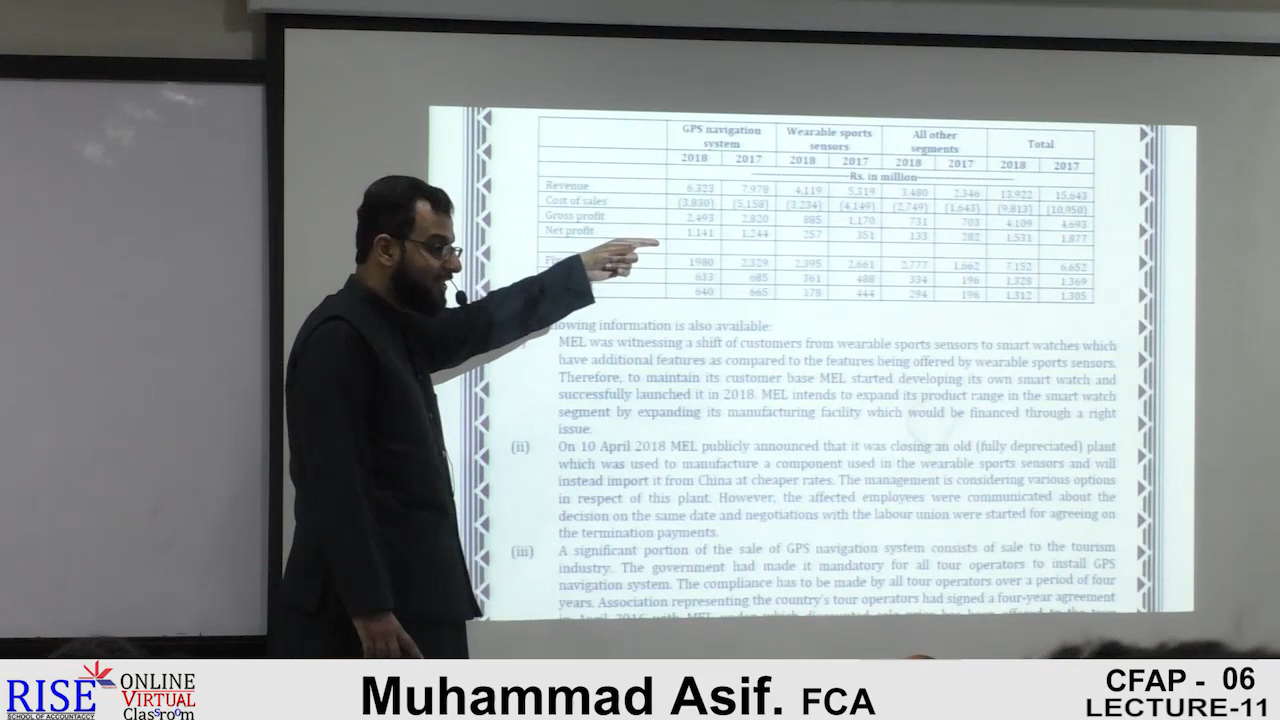 GPS navigation system Wearable sports sensors All other segments Total
2018 2017 2018 2017 2018 2017 2018 2017
Rs. in million
Revenue 6,323 7,978 4,119 5,319 3,480 2,346 13,922 15,643
Cost of sales (3,830) (5,158) (3,234) (4,149) (2,749) (1,643) (9,813) (10,950)
Gross profit 2,493 2,820 885 1,170 731 703 4,109 4,693
Net profit 1,141 1,244 257 351 133 282 1,531 1,877
1980 2,329 2,395 2,661 2,777 1,662 7,152 6,652
633 685 361 488 334 196 1,328 1,369
640 665 378 444 294 196 1,312 1,305
information is also available:
MEL was witnessing a shift of customers from wearable sports sensors to smart watches which
have additional features as compared to the features being offered by wearable sports sensors.
Therefore, to maintain its customer base MEL started developing its own smart watch and
successfully launched it in 2018. MEL intends to expand its product range in the smart watch
segment by expanding its manufacturing facility which would be financed through a right
issue.
(ii) On 10 April 2018 MEL publicly announced that it was closing an old (fully depreciated) plant
which was used to manufacture a component used in the wearable sports sensors and will
instead import it from China at cheaper rates. The management is considering various options
in respect of this plant. However, the affected employees were communicated about the
decision on the same date and negotiations with the labour union were started for agreeing on
the termination payments.
(iii) A significant portion of the sale of GPS navigation system consists of sale to the tourism
industry. The government had made it mandatory for all tour operators to install GPS
navigation system. The compliance has to be made by all tour operators over a period of four
years. Association representing the country's tour operators had signed a four-year agreement
RISE
SCHOOL OF ACCOUNTACY
ONLINE
VIRTUAL
Classroom
Muhammad Asif. FCA
CFAP - 06
LECTURE-11